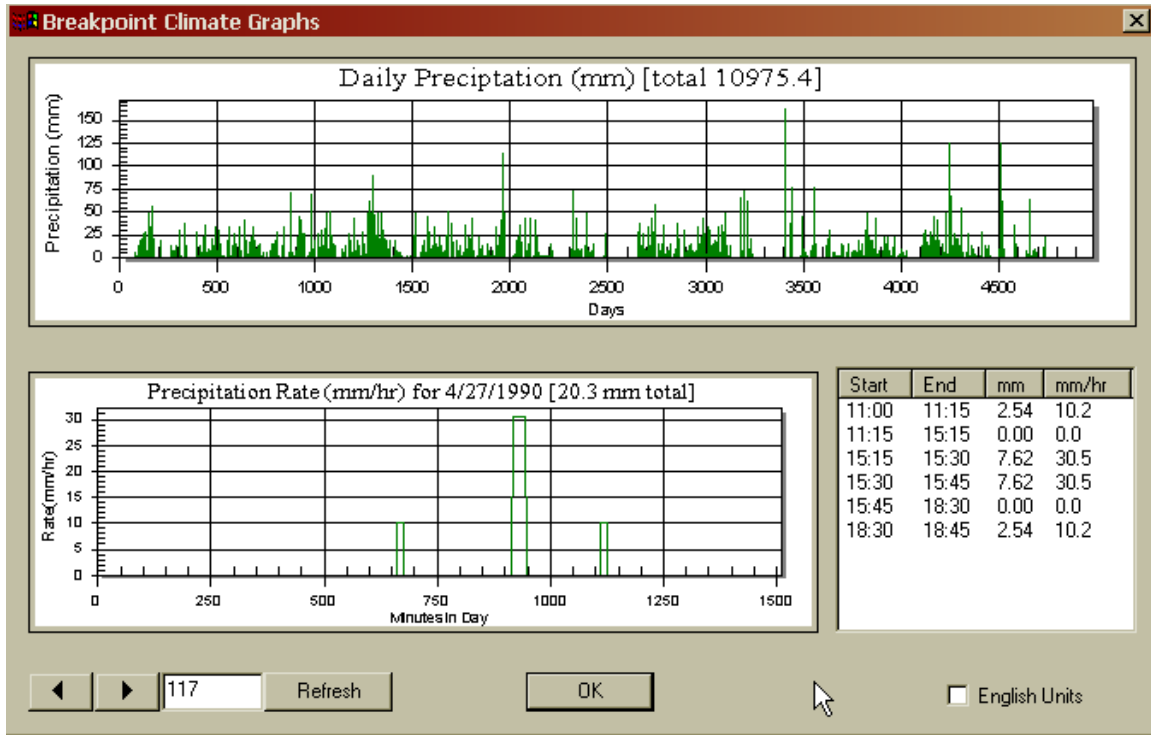 Breakpoint Climate Graphs
Daily Preciptation (mm) [total 10975.4]
Precipitation (mm)
150
125
100
75
50
25
0
0 500 1000 1500 2000 2500 3000 3500 4000 4500
Days
Precipitation Rate (mm/hr) for 4/27/1990 [20.3 mm total]
Rate(mm/hr)
30
25
20
15
10
5
0
0 250 500 750 1000 1250 1500
Minutes in Day
Start End mm mm/hr
11:00 11:15 2.54 10.2
11:15 15:15 0.00 0.0
15:15 15:30 7.62 30.5
15:30 15:45 7.62 30.5
15:45 18:30 0.00 0.0
18:30 18:45 2.54 10.2
117 Refresh OK English Units